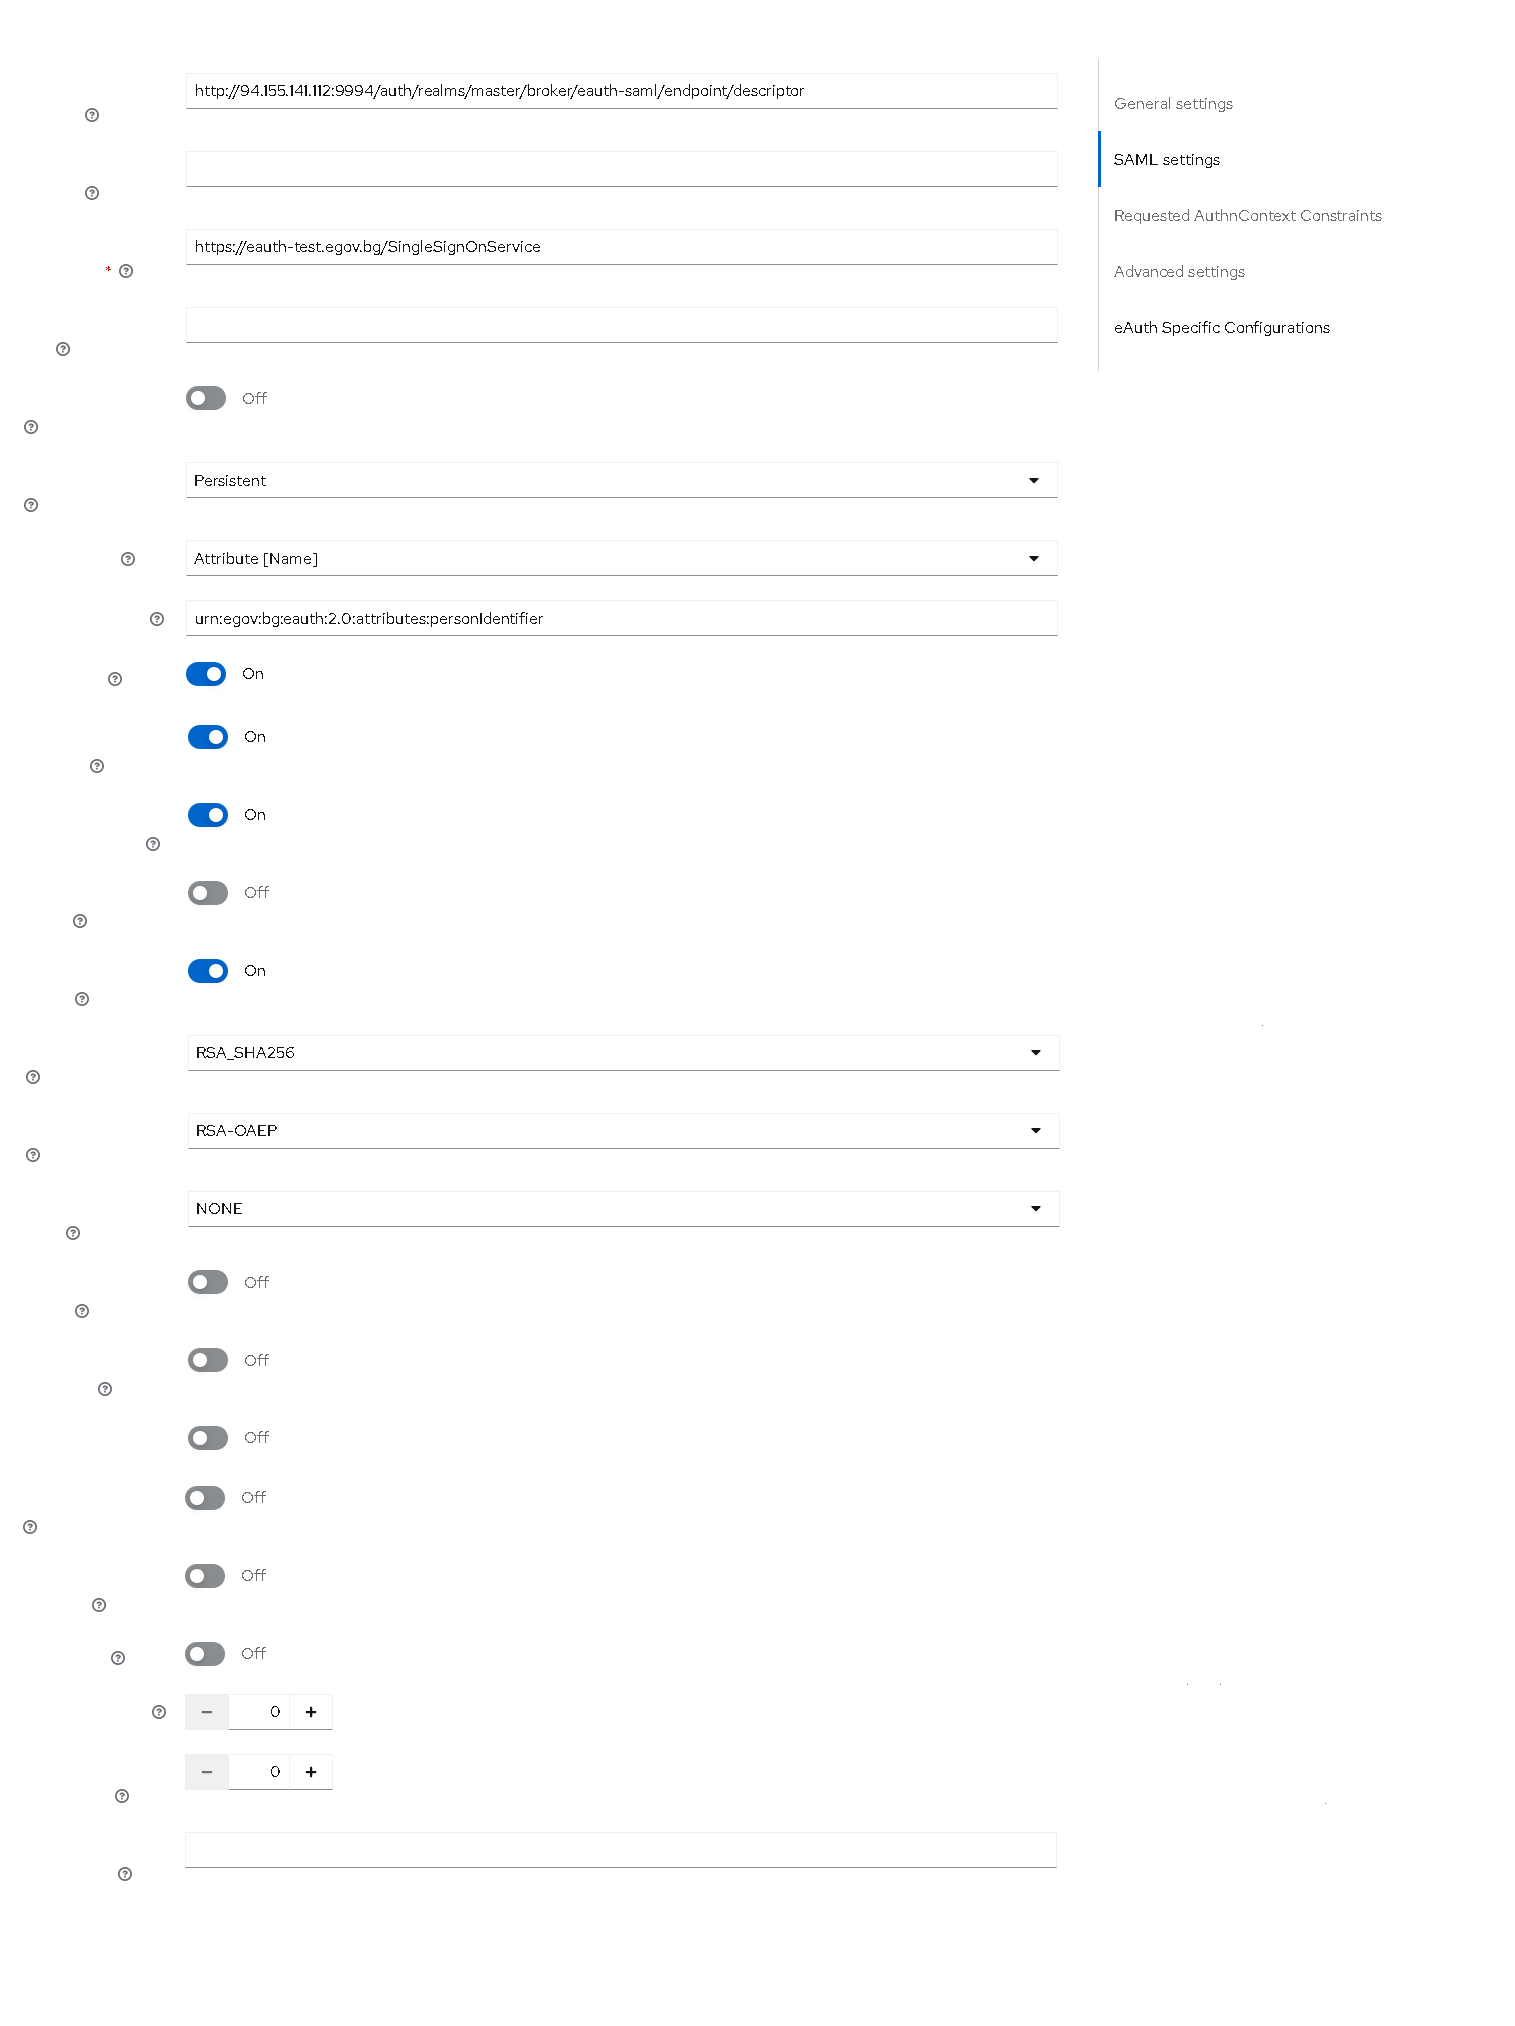 http://94.155.141.112:9994/auth/realms/master/broker/eauth-saml/endpoint/descriptor
General settings
SAML settings
Requested AuthnContext Constraints
https://eauth-test.egov.bg/SingleSignOnService
*
Advanced settings
eAuth Specific Configurations
Off
Persistent
Attribute [Name]
urn:egov:bg:eauth:2.0:attributes:personIdentifier
On
On
On
Off
On
RSA_SHA256
RSA-OAEP
NONE
Off
Off
Off
Off
Off
Off
0
0